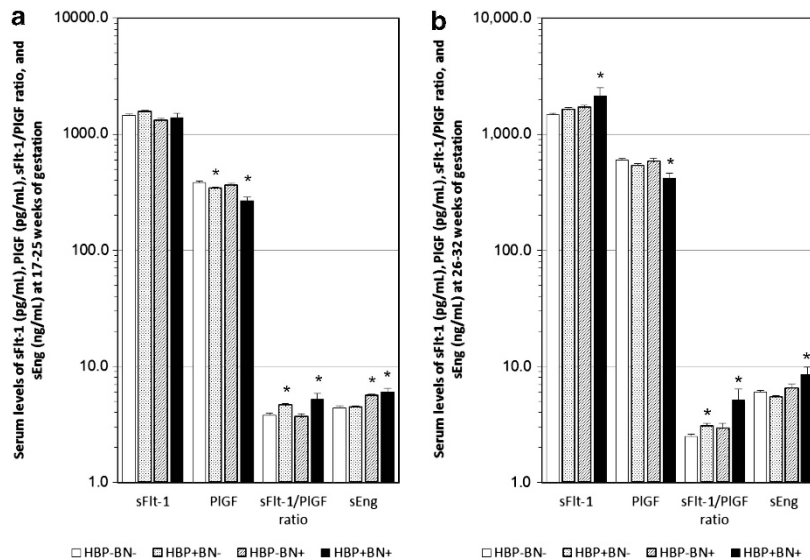 a
Serum levels of sFlt-1 (pg/mL), PlGF (pg/mL), sFlt-1/PlGF ratio, and
sEng (ng/mL) at 17-25 weeks of gestation
10000.0
1000.0
100.0
10.0
1.0
*
*
*
*
*
*
sFlt-1
PlGF
sFlt-1/PlGF
ratio
sEng
HBP-BN-
HBP+BN-
HBP-BN+
HBP+BN+
b
Serum levels of sFlt-1 (pg/mL), PlGF (pg/mL), sFlt-1/PlGF ratio, and
sEng (ng/mL) at 26-32 weeks of gestation
10,000.0
1,000.0
100.0
10.0
1.0
*
*
*
*
*
sFlt-1
PlGF
sFlt-1/PlGF
ratio
sEng
HBP-BN-
HBP+BN-
HBP-BN+
HBP+BN+